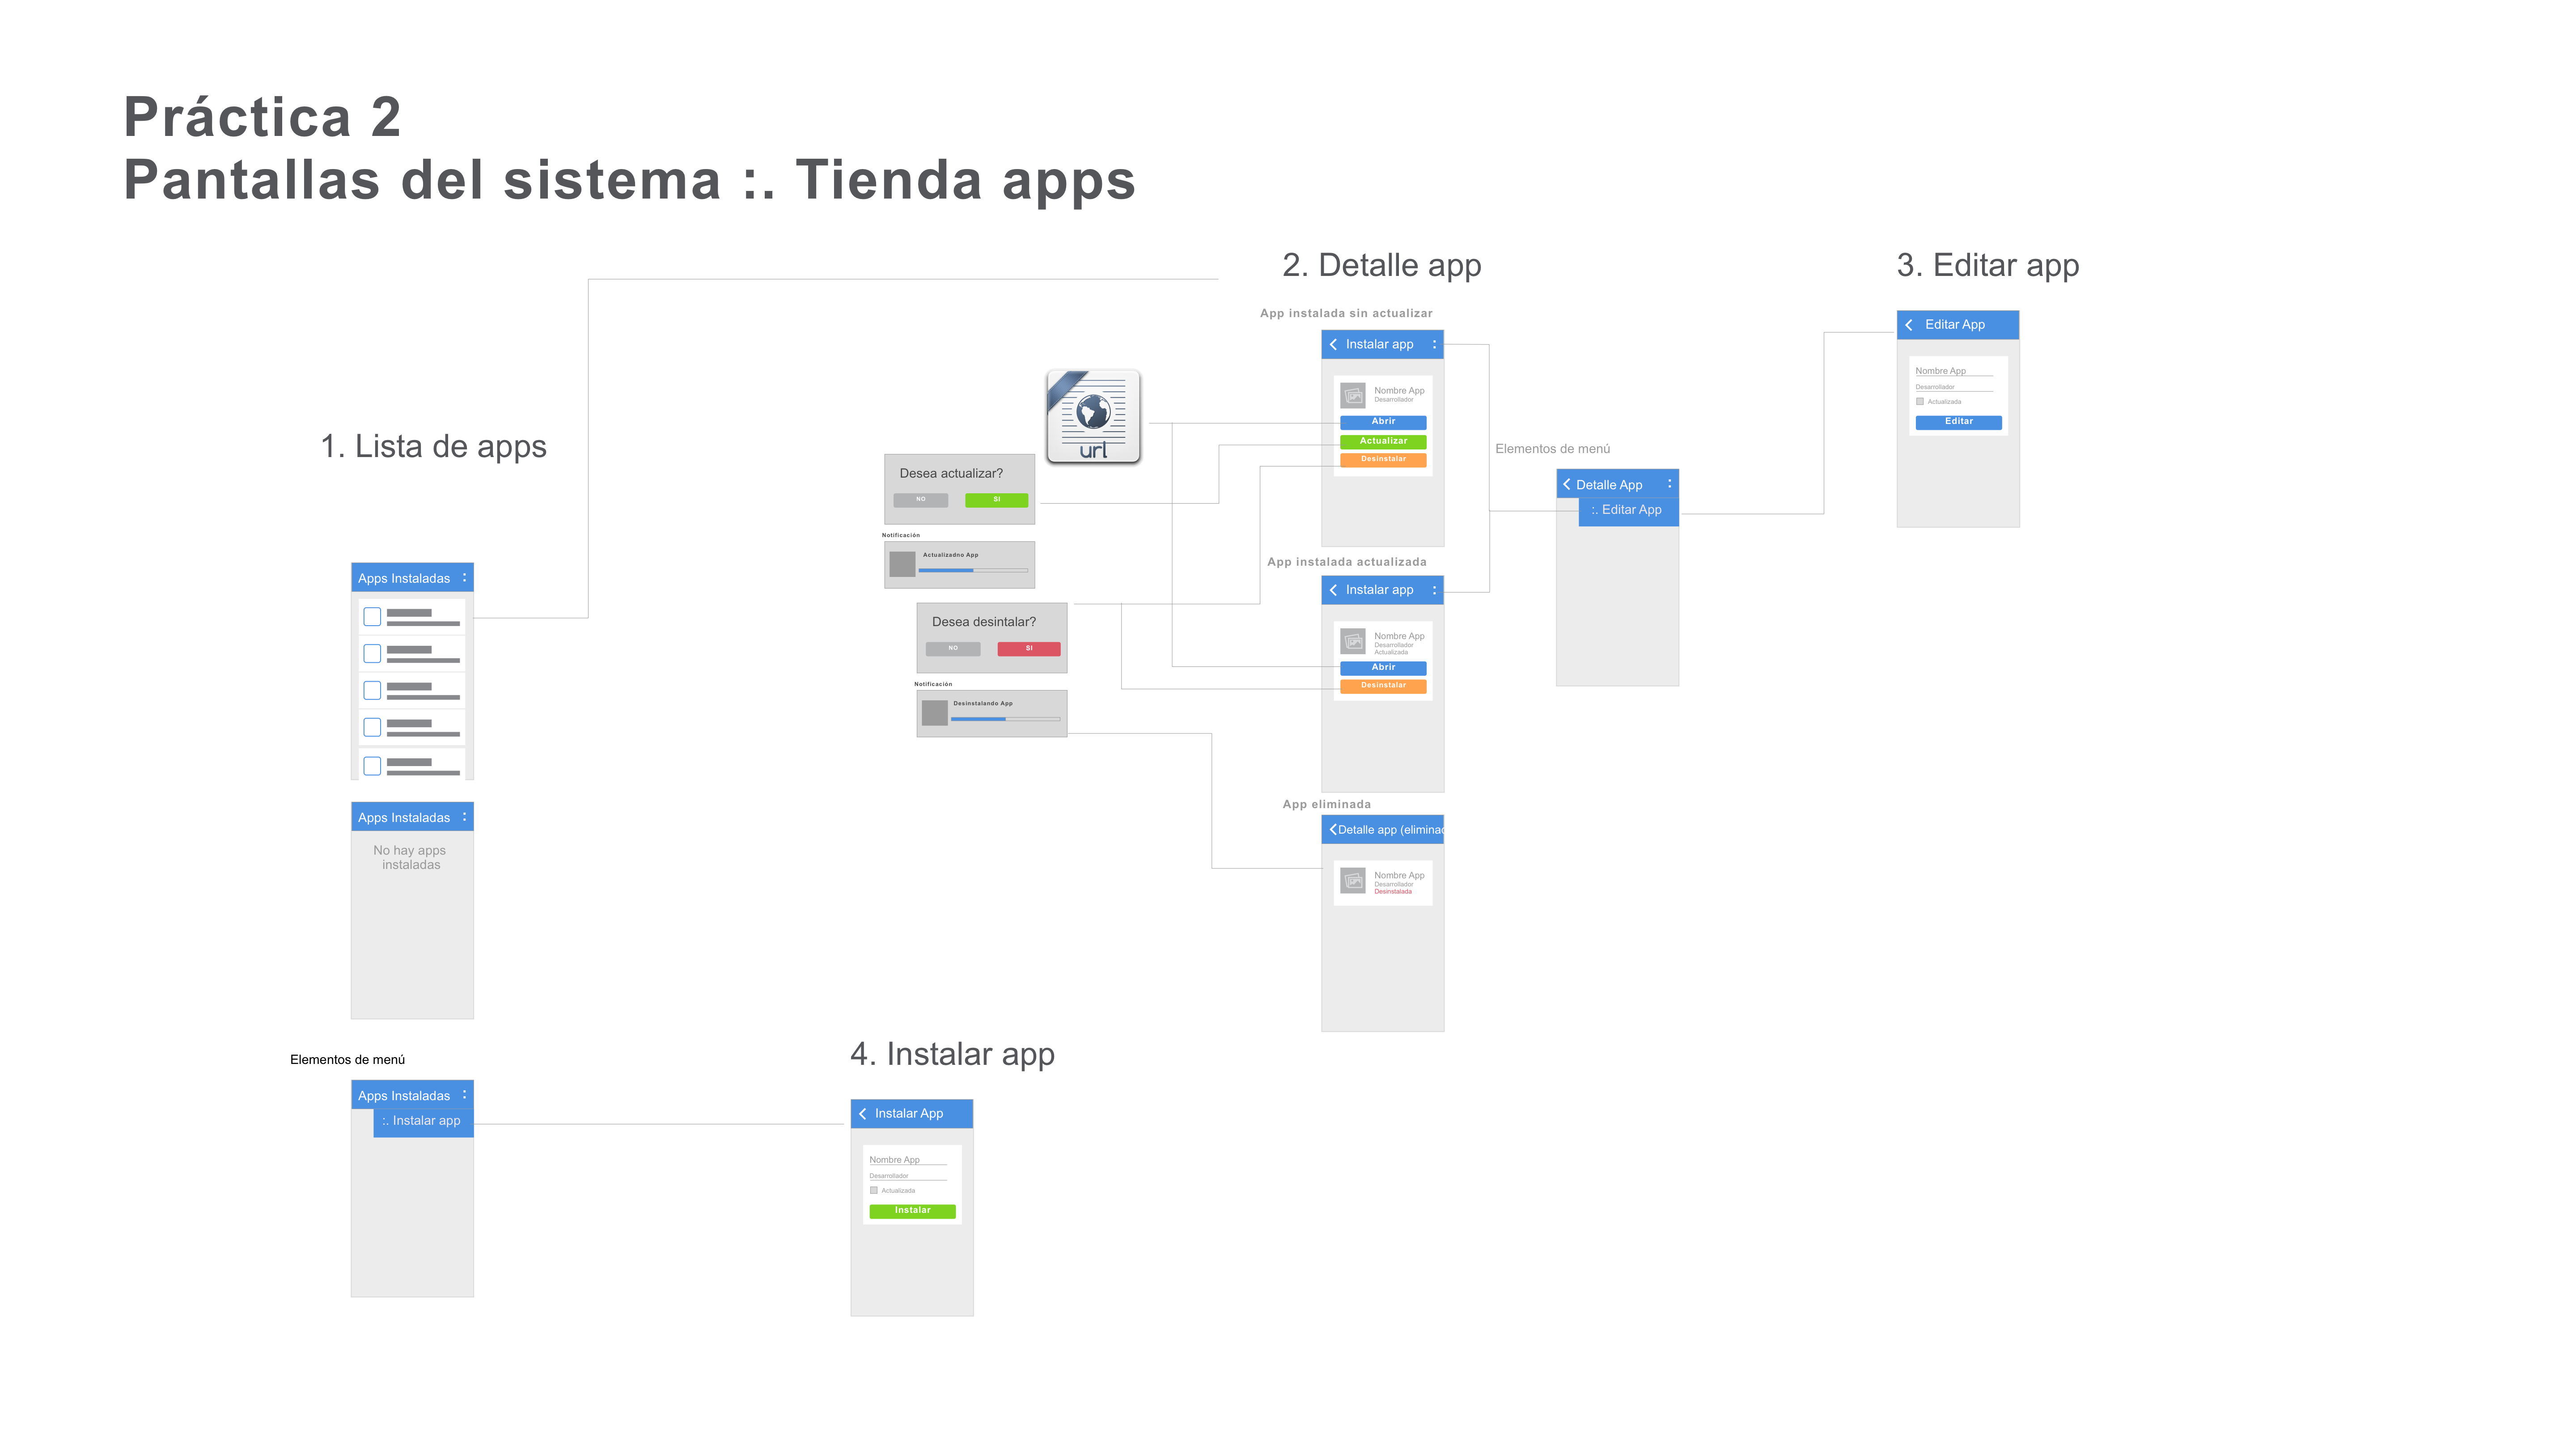 Práctica 2
Pantallas del sistema :. Tienda apps
1. Lista de apps
Apps Instaladas
Apps Instaladas
No hay apps
instaladas
Elementos de menú
Apps Instaladas
:. Instalar app
url
Desea actualizar?
NO
SI
Notificación
Actualizadno App
Desea desintalar?
NO
SI
Notificación
Desinstalando App
2. Detalle app
App instalada sin actualizar
Instalar app
Nombre App
Desarrollador
Abrir
Actualizar
Desinstalar
App instalada actualizada
Instalar app
Nombre App
Desarrollador
Actualizada
Abrir
Desinstalar
App eliminada
Detalle app (eliminac
Nombre App
Desarrollador
Desinstalada
Elementos de menú
Detalle App
:. Editar App
3. Editar app
Editar App
Nombre App
Desarrollador
Actualizada
Editar
4. Instalar app
Instalar App
Nombre App
Desarrollador
Actualizada
Instalar